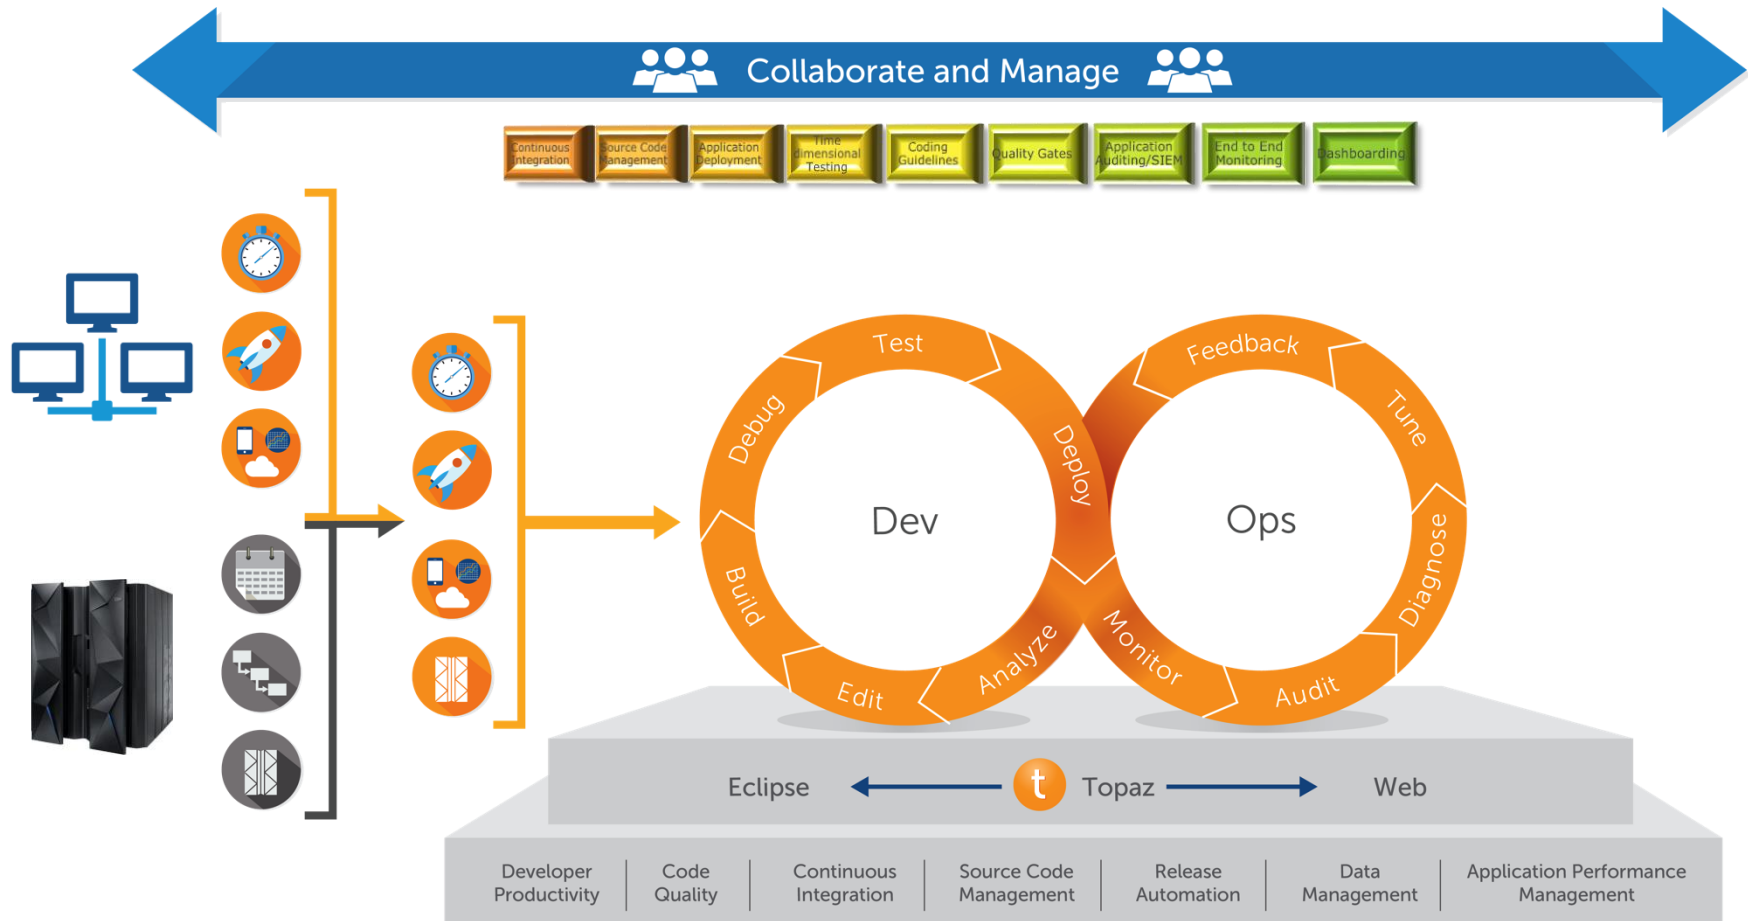 Collaborate and Manage
Continuous
Integration
Source Code
Management
Application
Deployment
Time
dimensional
Testing
Coding
Guidelines
Quality Gates
Application
Auditing/SIEM
End to End
Monitoring
Dashboarding
Test
Debug
Deploy
Dev
Build
Edit
Analyze
Feedback
Tune
Ops
Diagnose
Monitor
Audit
Eclipse
t
Topaz
Web
Developer
Productivity
Code
Quality
Continuous
Integration
Source Code
Management
Release
Automation
Data
Management
Application Performance
Management